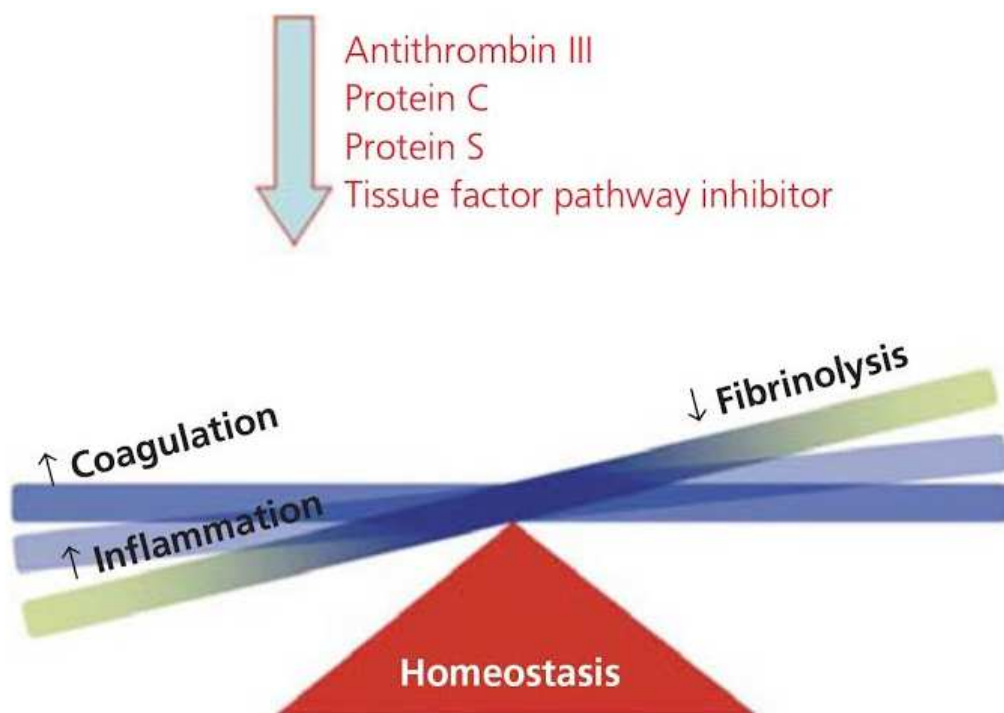 Antithrombin III
Protein C
Protein S
Tissue factor pathway inhibitor
↓ Fibrinolysis
↑ Coagulation
↑ Inflammation
Homeostasis